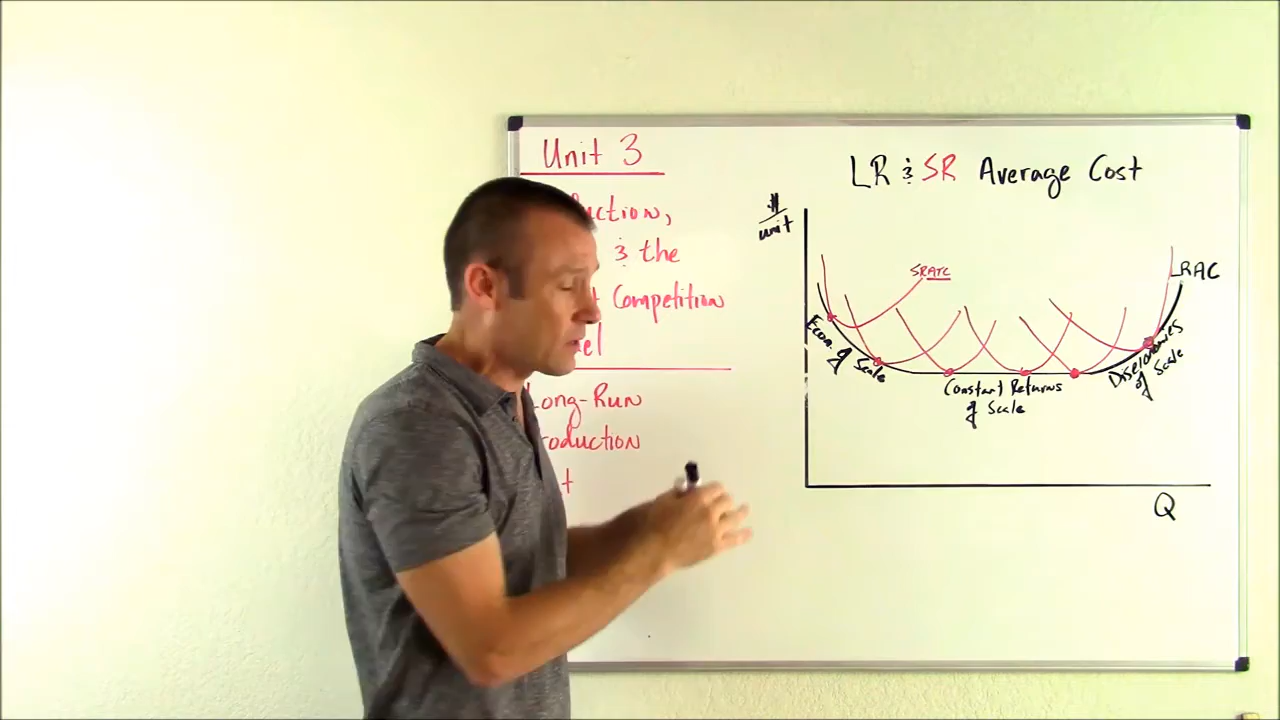 Unit 3
uction,
& the
Competition
el
Long-Run
roduction
t
LR & SR Average Cost
#/unit
SRATC
LRAC
Econ. of Scale
Constant Returns
of Scale
Diseconomies
of Scale
Q